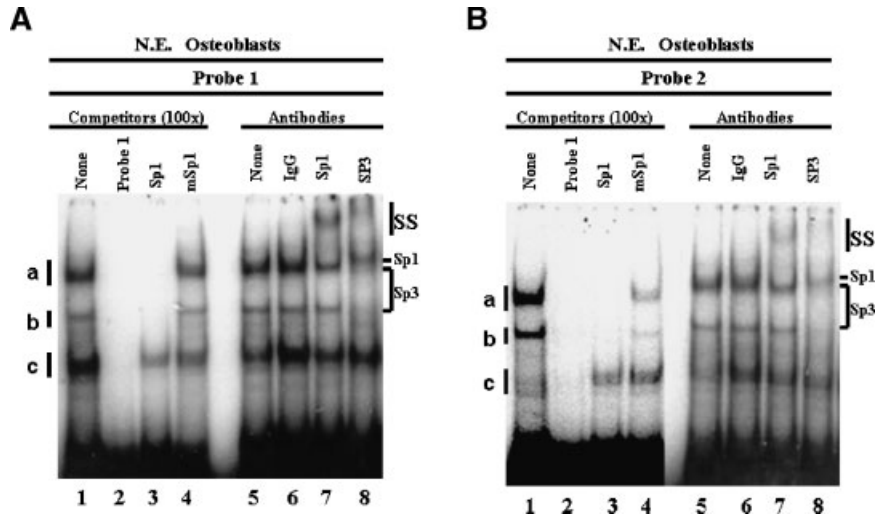 A
N.E. Osteoblasts
Probe 1
Competitors (100x) Antibodies
None Probe 1 Sp1 mSp1 None IgG Sp1 SP3
SS
Sp1
a
Sp3
b
c
1 2 3 4 5 6 7 8
B
N.E. Osteoblasts
Probe 2
Competitors (100x) Antibodies
None Probe 1 Sp1 mSp1 None IgG Sp1 SP3
SS
Sp1
a
Sp3
b
c
1 2 3 4 5 6 7 8